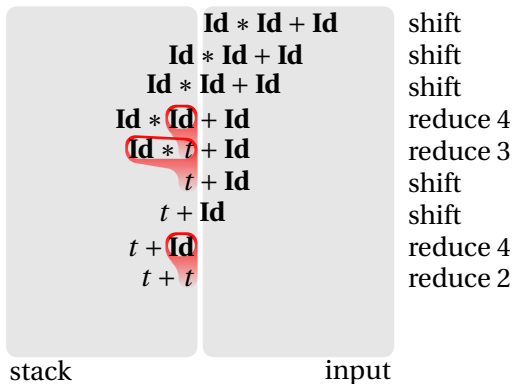 Id ∗ Id + Id shift
Id ∗ Id + Id shift
Id ∗ Id + Id shift
Id ∗ Id + Id reduce 4
Id ∗ t + Id reduce 3
t + Id shift
t + Id shift
t + Id reduce 4
t + t reduce 2
stack input